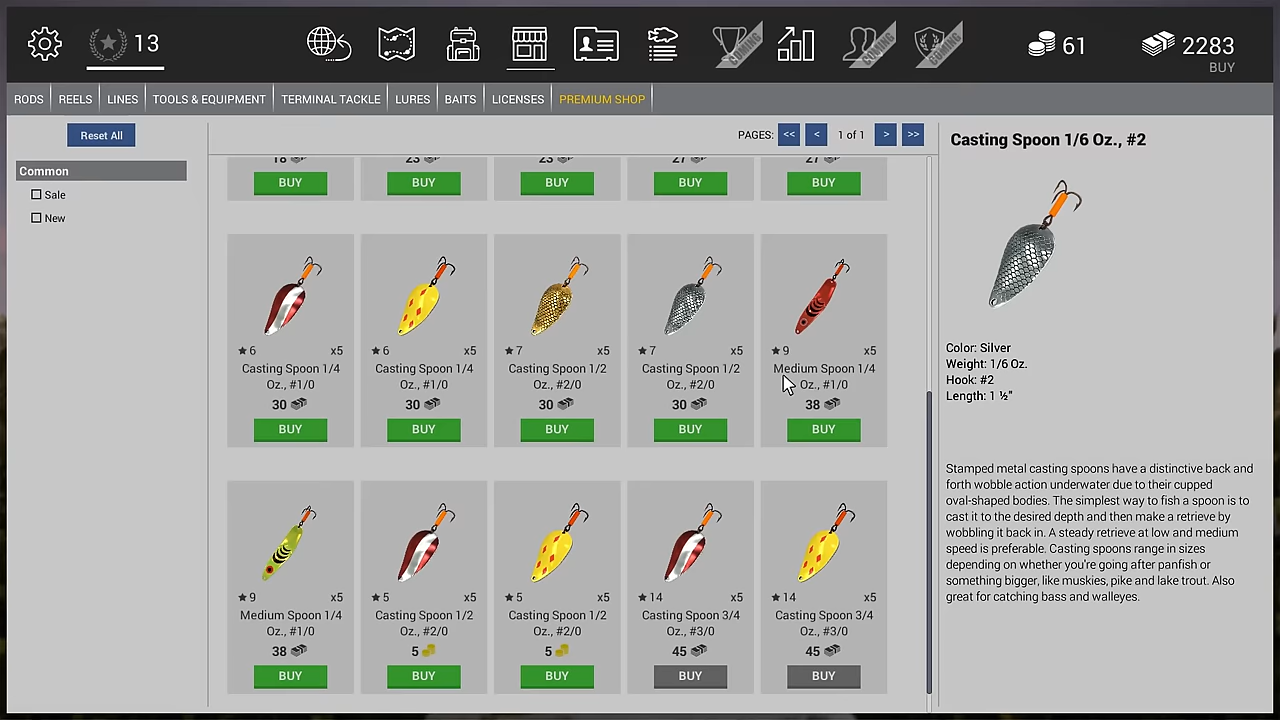 13
COMING
COMING
COMING
61
2283
BUY
RODS
REELS
LINES
TOOLS & EQUIPMENT
TERMINAL TACKLE
LURES
BAITS
LICENSES
PREMIUM SHOP
Reset All
Common
Sale
New
PAGES: << < 1 of 1 > >>
18 23 23 27 27
BUY BUY BUY BUY BUY
6 x5
Casting Spoon 1/4
Oz., #1/0
30
BUY
6 x5
Casting Spoon 1/4
Oz., #1/0
30
BUY
7 x5
Casting Spoon 1/2
Oz., #2/0
30
BUY
7 x5
Casting Spoon 1/2
Oz., #2/0
30
BUY
9 x5
Medium Spoon 1/4
Oz., #1/0
38
BUY
9 x5
Medium Spoon 1/4
Oz., #1/0
38
BUY
5 x5
Casting Spoon 1/2
Oz., #2/0
5
BUY
5 x5
Casting Spoon 1/2
Oz., #2/0
5
BUY
14 x5
Casting Spoon 3/4
Oz., #3/0
45
BUY
14 x5
Casting Spoon 3/4
Oz., #3/0
45
BUY
Casting Spoon 1/6 Oz., #2
Color: Silver
Weight: 1/6 Oz.
Hook: #2
Length: 1 ½"
Stamped metal casting spoons have a distinctive back and
forth wobble action underwater due to their cupped
oval-shaped bodies. The simplest way to fish a spoon is to
cast it to the desired depth and then make a retrieve by
wobbling it back in. A steady retrieve at low and medium
speed is preferable. Casting spoons range in sizes
depending on whether you're going after panfish or
something bigger, like muskies, pike and lake trout. Also
great for catching bass and walleyes.